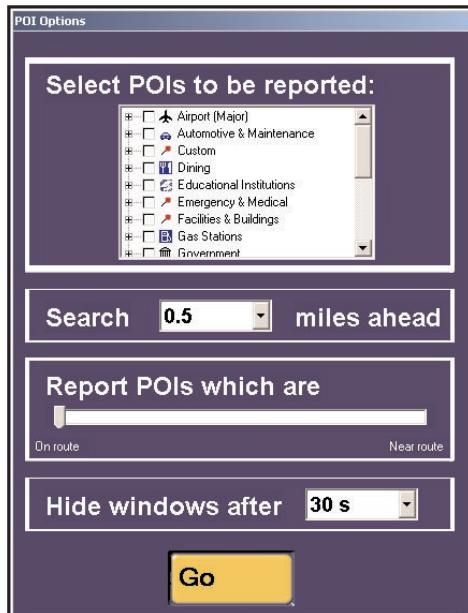 POI Options
Select POIs to be reported:
Airport (Major)
Automotive & Maintenance
Custom
Dining
Educational Institutions
Emergency & Medical
Facilities & Buildings
Gas Stations
Government
Search 0.5 miles ahead
Report POIs which are
On route Near route
Hide windows after 30 s
Go